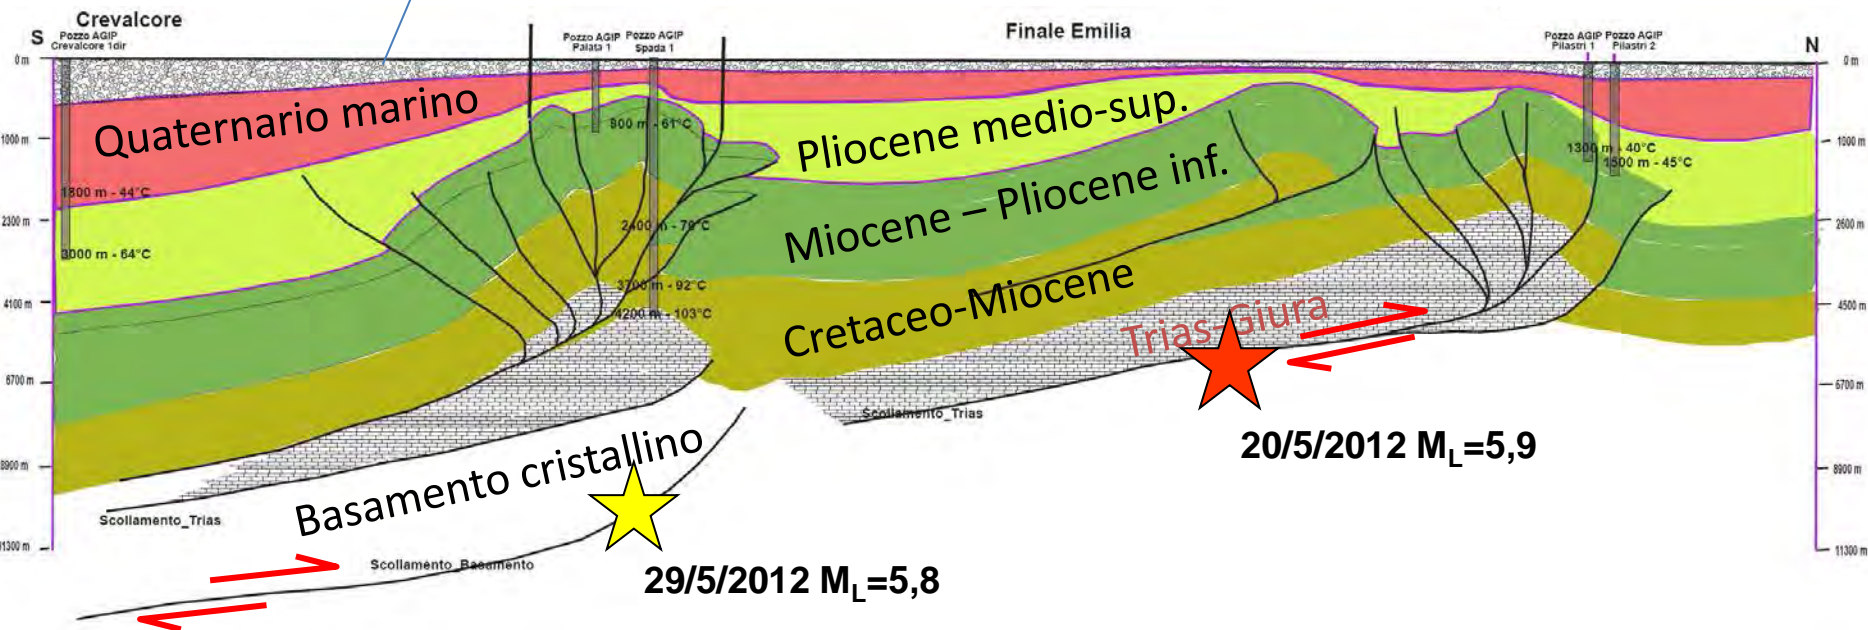 Crevalcore
Finale Emilia
S
Pozzo AGIP
Crevalcore 1dir
Pozzo AGIP
Palata 1
Pozzo AGIP
Spada 1
Pozzo AGIP
Pilastri 1
Pozzo AGIP
Pilastri 2
N
0 m
0 m
Quaternario marino
800 m - 61°C
Pliocene medio-sup.
1000 m
1000 m
1300 m - 40°C
1500 m - 45°C
1800 m - 44°C
Miocene – Pliocene inf.
2300 m
2400 m - 70°C
2600 m
3000 m - 64°C
3700 m - 92°C
4100 m
4200 m - 103°C
Cretaceo-Miocene
Trias-Giura
4500 m
6700 m
6700 m
Scollamento_Trias
20/5/2012 ML=5,9
Basamento cristallino
8900 m
8900 m
Scollamento_Trias
11300 m
11300 m
Scollamento_Basamento
29/5/2012 ML=5,8